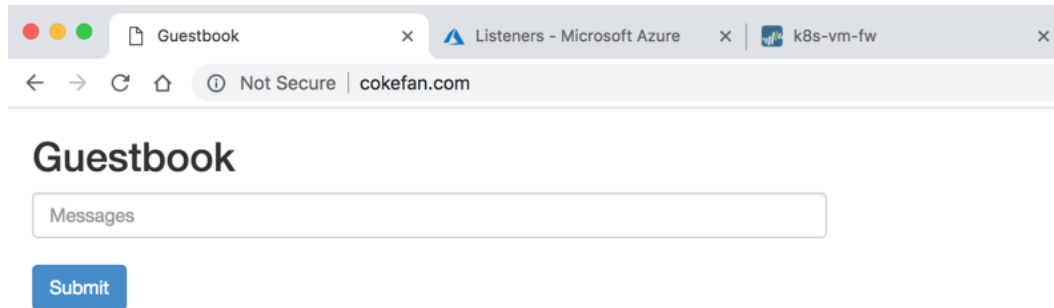 Guestbook
Listeners - Microsoft Azure
k8s-vm-fw
Not Secure | cokefan.com
Guestbook
Messages
Submit